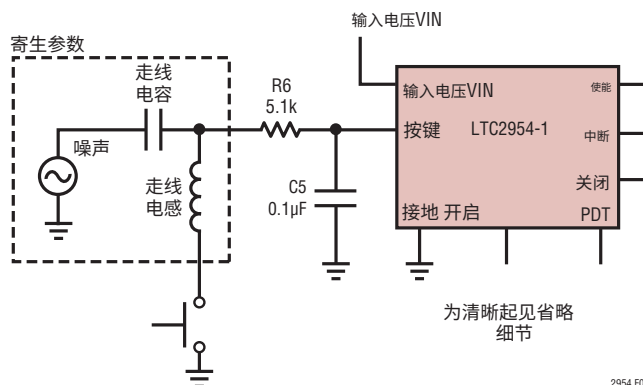 输入电压VIN
寄生参数
走线
电容
噪声
走线
电感
R6
5.1k
C5
0.1µF
输入电压VIN
使能
按键
LTC2954-1
中断
关闭
接地 开启
PDT
为清晰起见省略
细节